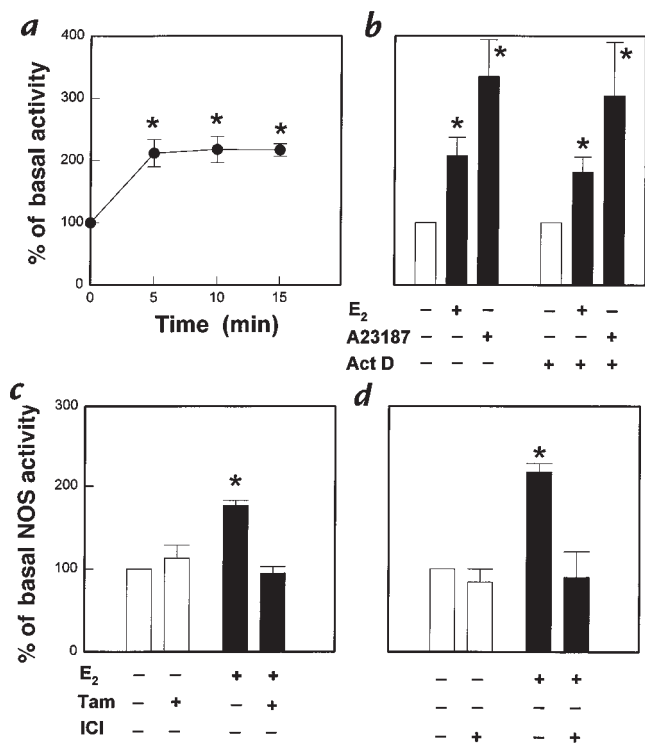 a
b
% of basal activity
400
300
200
100
0
* * *
0 5 10 15
Time (min)
* * * *
E2 – + – – + –
A23187 – – + – – +
Act D – – – + + +
c
d
% of basal NOS activity
300
200
100
0
*
*
E2 – – + + – – + +
Tam – + – + – – – –
ICI – – – – – + – +